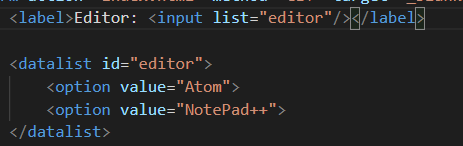 <label>Editor: <input list="editor"/></label>
<datalist id="editor">
<option value="Atom">
<option value="NotePad++">
</datalist>